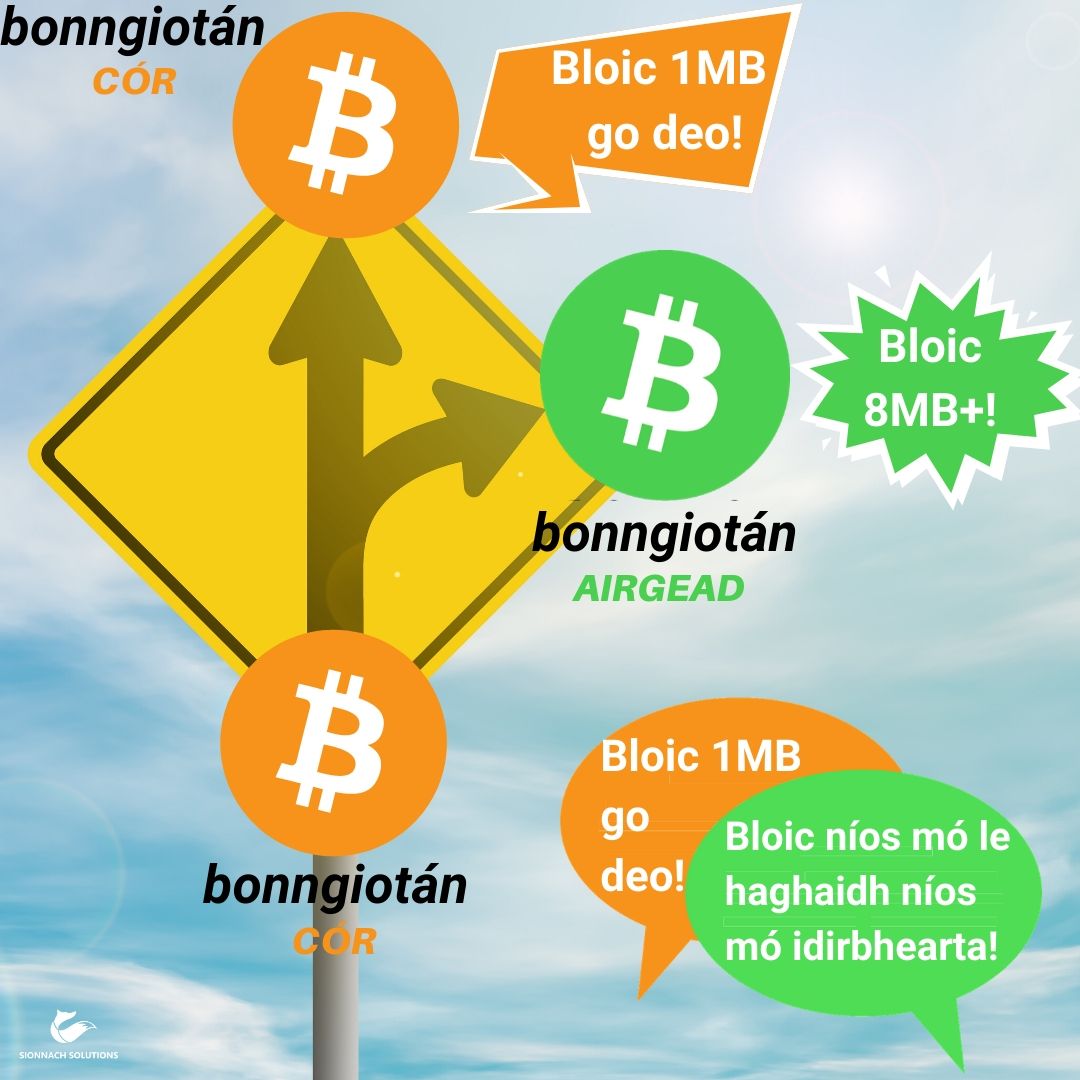 bonngiotán
CÓR
Bloic 1MB
go deo!
Bloic
8MB+!
bonngiotán
AIRGEAD
Bloic 1MB
go
deo!
Bloic níos mó le
haghaidh níos
mó idirbhearta!
bonngiotán
CÓR
SIONNACH SOLUTIONS